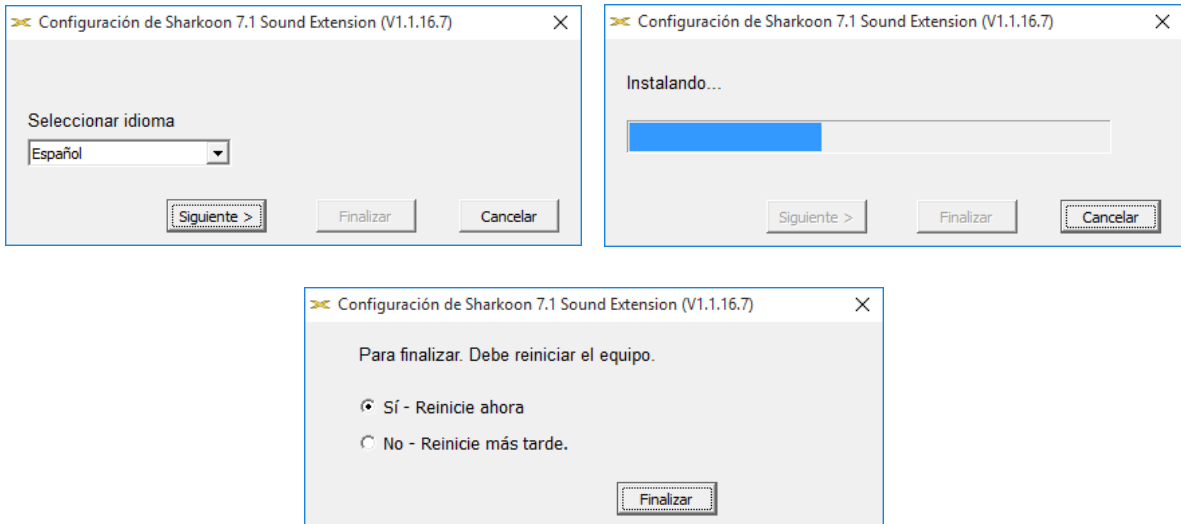 Configuración de Sharkoon 7.1 Sound Extension (V1.1.16.7)
Seleccionar idioma
Español
Siguiente >
Finalizar
Cancelar
Configuración de Sharkoon 7.1 Sound Extension (V1.1.16.7)
Instalando...
Siguiente >
Finalizar
Cancelar
Configuración de Sharkoon 7.1 Sound Extension (V1.1.16.7)
Para finalizar. Debe reiniciar el equipo.
Sí - Reinicie ahora
No - Reinicie más tarde.
Finalizar